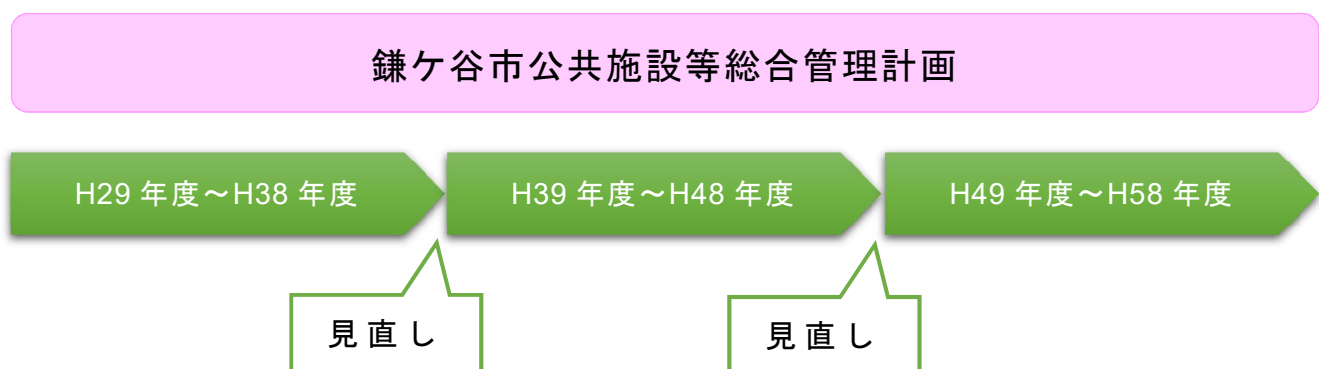 鎌ケ谷市公共施設等総合管理計画
H29 年度～H38 年度
H39 年度～H48 年度
H49 年度～H58 年度
見直し
見直し